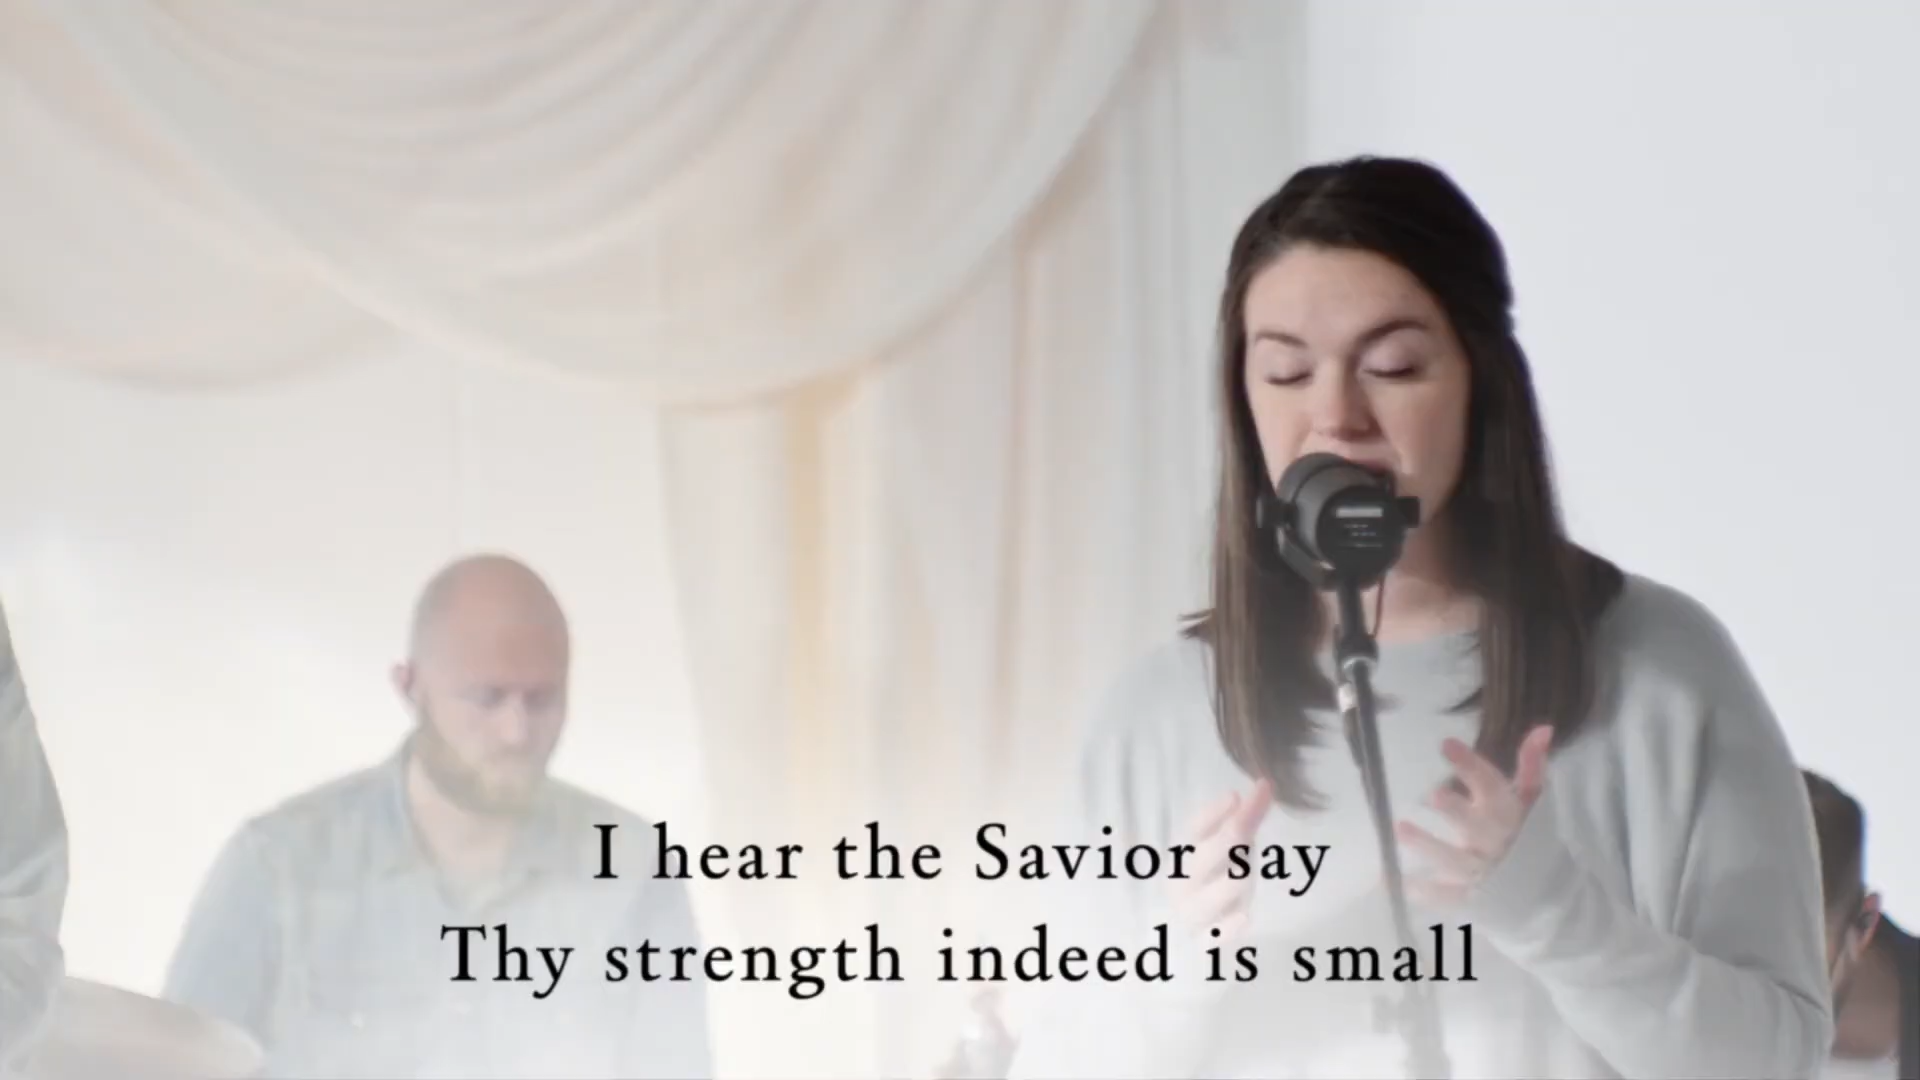 I hear the Savior say
Thy strength indeed is small